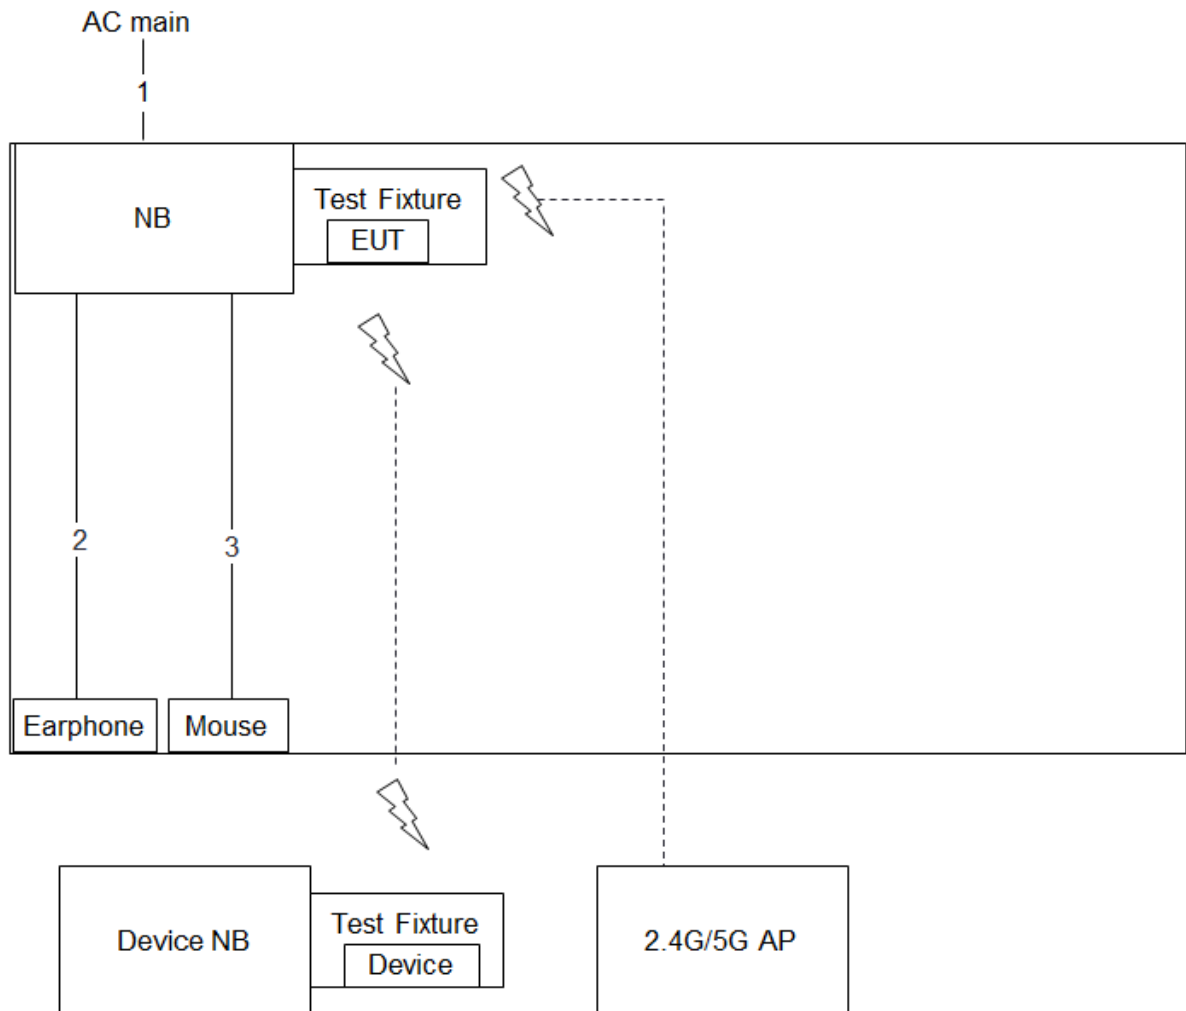 AC main
1
NB
Test Fixture
EUT
2
3
Earphone
Mouse
Device NB
Test Fixture
Device
2.4G/5G AP